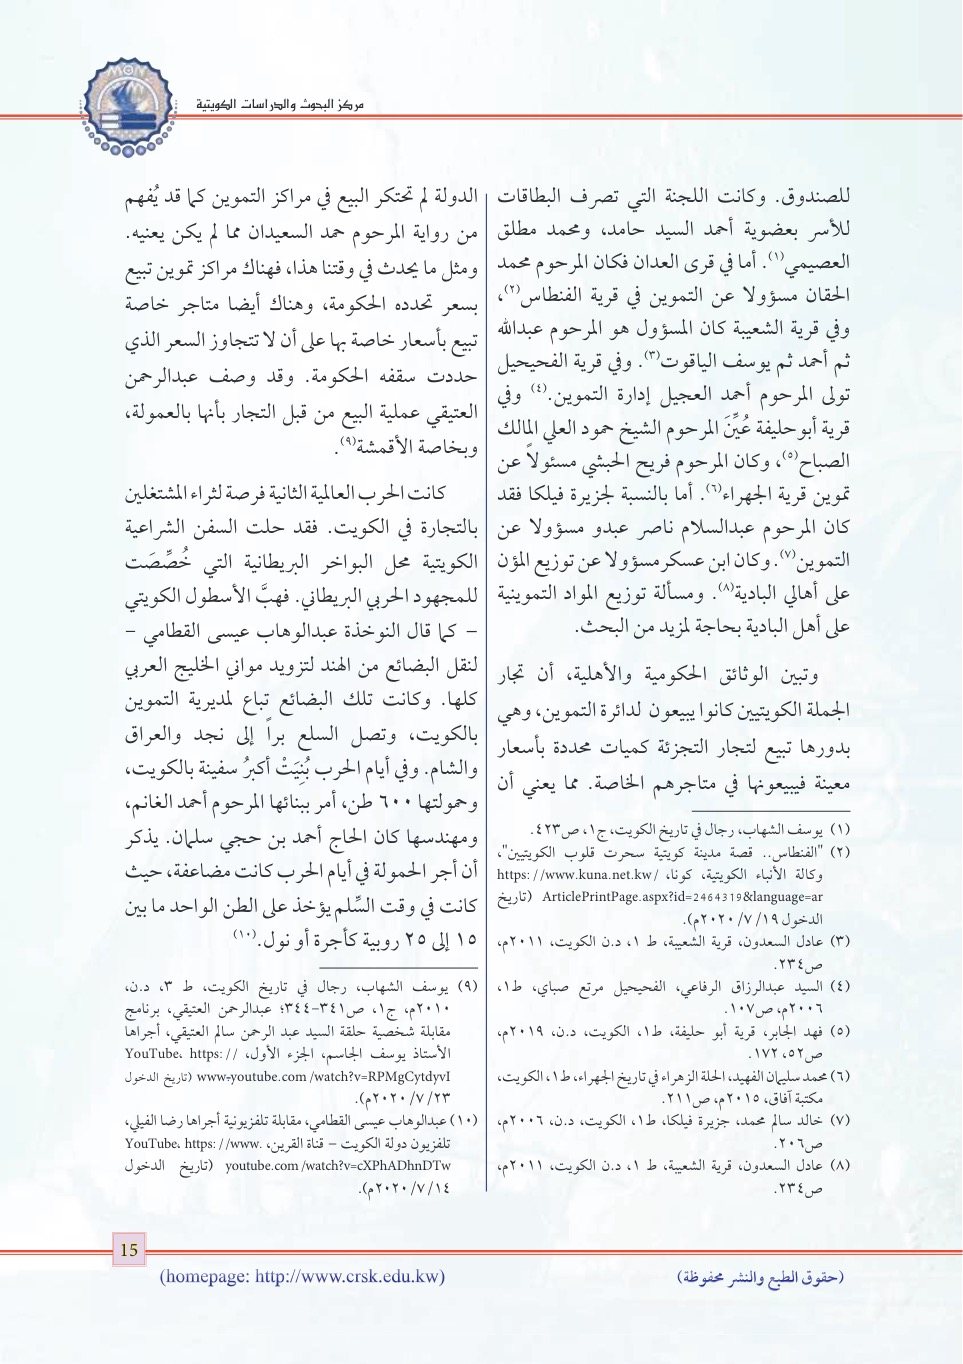 MON
مركز البحوث والدراسات الكويتية
للصندوق. وكانت اللجنة التي تصرف البطاقات
للأسر بعضوية أحمد السيد حامد، ومحمد مطلق
العصيمي(١). أما في قرى العدان فكان المرحوم محمد
الحقان مسؤولا عن التموين في قرية الفنطاس(٢)،
وفي قرية الشعيبة كان المسؤول هو المرحوم عبدالله
ثم أحمد ثم يوسف الياقوت(٣). وفي قرية الفحيحيل
تولى المرحوم أحمد العجيل إدارة التموين.(٤) وفي
قرية أبوحليفة عُيِّنَ المرحوم الشيخ حمود العلي المالك
الصباح(٥)، وكان المرحوم فريح الحبشي مسئولاً عن
تموين قرية الجهراء(٦). أما بالنسبة لجزيرة فيلكا فقد
كان المرحوم عبدالسلام ناصر عبدو مسؤولا عن
التموين(٧). وكان ابن عسكر مسؤولا عن توزيع المؤن
على أهالي البادية(٨). ومسألة توزيع المواد التموينية
على أهل البادية بحاجة لمزيد من البحث.
وتبين الوثائق الحكومية والأهلية، أن تجار
الجملة الكويتيين كانوا يبيعون لدائرة التموين، وهي
بدورها تبيع لتجار التجزئة كميات محددة بأسعار
معينة فيبيعونها في متاجرهم الخاصة. مما يعني أن
(١) يوسف الشهاب، رجال في تاريخ الكويت، ج١، ص٤٢٣.
(٢) "الفنطاس.. قصة مدينة كويتية سحرت قلوب الكويتيين"،
وكالة الأنباء الكويتية، كونا، https: //www.kuna.net.kw/
ArticlePrintPage.aspx?id=2464319&language=ar (تاريخ
الدخول ١٩/ ٧/ ٢٠٢٠م).
(٣) عادل السعدون، قرية الشعيبة، ط ١، د.ن الكويت، ٢٠١١م،
ص٢٣٤.
(٤) السيد عبدالرزاق الرفاعي، الفحيحيل مرتع صباي، ط١،
٢٠٠٦م، ص١٠٧.
(٥) فهد الجابر، قرية أبو حليفة، ط١، الكويت، د.ن، ٢٠١٩م،
ص٥٢، ١٧٢.
(٦) محمد سليمان الفهيد، الحلة الزهراء في تاريخ الجهراء، ط١، الكويت،
مكتبة آفاق، ٢٠١٥م، ص٢١١.
(٧) خالد سالم محمد، جزيرة فيلكا، ط١، الكويت، د.ن، ٢٠٠٦م،
ص٢٠٦.
(٨) عادل السعدون، قرية الشعيبة، ط ١، د.ن الكويت، ٢٠١١م،
ص٢٣٤.
الدولة لم تحتكر البيع في مراكز التموين كما قد يُفهم
من رواية المرحوم حمد السعيدان مما لم يكن يعنيه.
ومثل ما يحدث في وقتنا هذا، فهناك مراكز تموين تبيع
بسعر تحدده الحكومة، وهناك أيضا متاجر خاصة
تبيع بأسعار خاصة بها على أن لا تتجاوز السعر الذي
حددت سقفه الحكومة. وقد وصف عبدالرحمن
العتيقي عملية البيع من قبل التجار بأنها بالعمولة،
وبخاصة الأقمشة(٩).
كانت الحرب العالمية الثانية فرصة لثراء المشتغلين
بالتجارة في الكويت. فقد حلت السفن الشراعية
الكويتية محل البواخر البريطانية التي خُصِّصَت
للمجهود الحربي البريطاني. فهبَّ الأسطول الكويتي
– كما قال النوخذة عبدالوهاب عيسى القطامي –
لنقل البضائع من الهند لتزويد مواني الخليج العربي
كلها. وكانت تلك البضائع تباع لمديرية التموين
بالكويت، وتصل السلع براً إلى نجد والعراق
والشام. وفي أيام الحرب بُنِيَتْ أكبرُ سفينة بالكويت،
وحمولتها ٦٠٠ طن، أمر ببنائها المرحوم أحمد الغانم،
ومهندسها كان الحاج أحمد بن حجي سلمان. يذكر
أن أجر الحمولة في أيام الحرب كانت مضاعفة، حيث
كانت في وقت السِّلم يؤخذ على الطن الواحد ما بين
١٥ إلى ٢٥ روبية كأجرة أو نول.(١٠)
(٩) يوسف الشهاب، رجال في تاريخ الكويت، ط ٣، د.ن،
٢٠١٠م، ج١، ص٣٤١–٣٤٤؛ عبدالرحمن العتيقي، برنامج
مقابلة شخصية حلقة السيد عبد الرحمن سالم العتيقي، أجراها
الأستاذ يوسف الجاسم، الجزء الأول، YouTube، https: //
www.youtube.com /watch?v=RPMgCytdyvI (تاريخ الدخول
٢٣/ ٧/ ٢٠٢٠م).
(١٠) عبدالوهاب عيسى القطامي، مقابلة تلفزيونية أجراها رضا الفيلي،
تلفزيون دولة الكويت – قناة القرين، YouTube، https: //www.
youtube.com /watch?v=cXPhADhnDTw (تاريخ الدخول
١٤/ ٧/ ٢٠٢٠م).
15
(حقوق الطبع والنشر محفوظة)
(homepage: http://www.crsk.edu.kw)